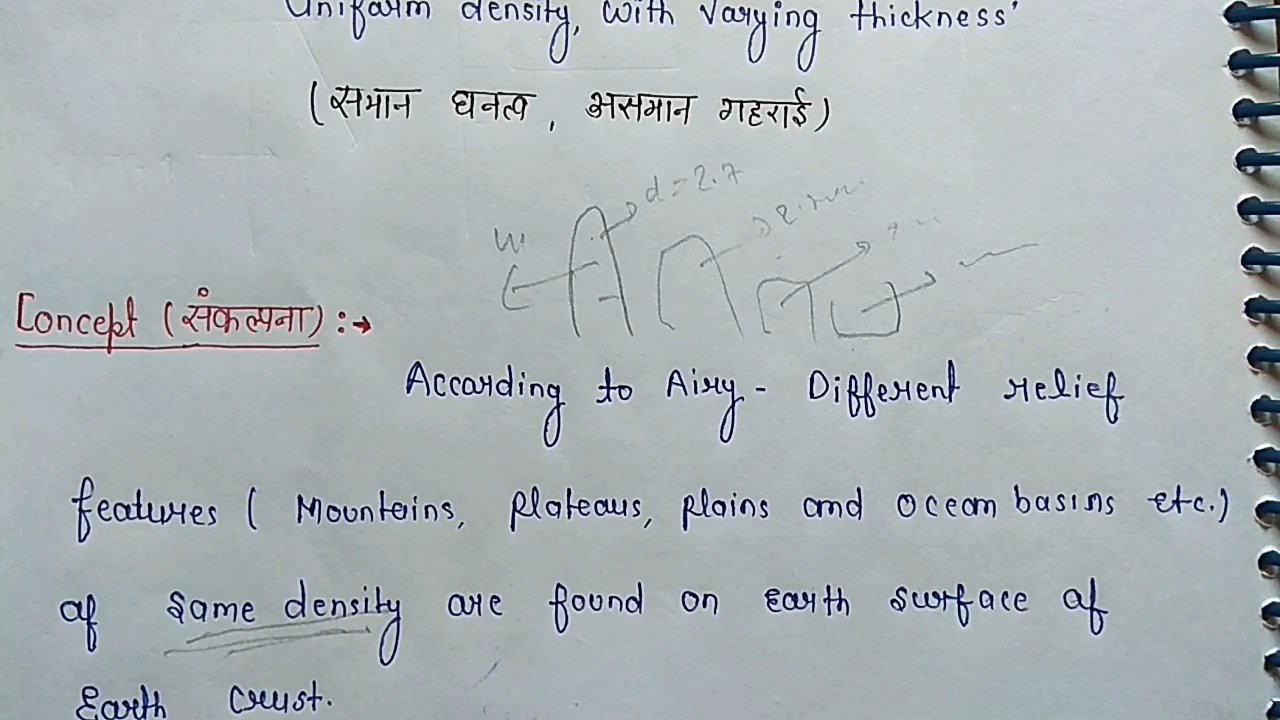 Uniform density, with varying thickness'
(समान घनत्व , असमान गहराई)
d = 2.7
Concept (संकल्पना) :→
According to Airy - Different relief
features ( Mountains, Plateaus, Plains and Ocean basins etc.)
of same density are found on Earth surface of
Earth crust.